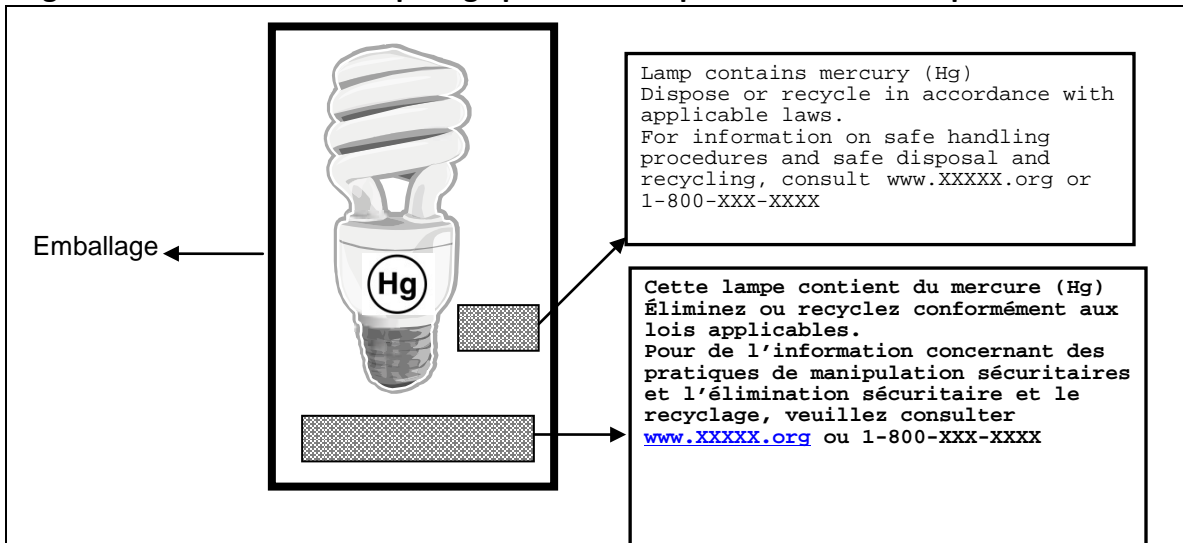 Lamp contains mercury (Hg)
Dispose or recycle in accordance with
applicable laws.
For information on safe handling
procedures and safe disposal and
recycling, consult www.XXXXX.org or
1-800-XXX-XXXX
Emballage
Hg
Cette lampe contient du mercure (Hg)
Éliminez ou recyclez conformément aux
lois applicables.
Pour de l'information concernant des
pratiques de manipulation sécuritaires
et l'élimination sécuritaire et le
recyclage, veuillez consulter
www.XXXXX.org ou 1-800-XXX-XXXX